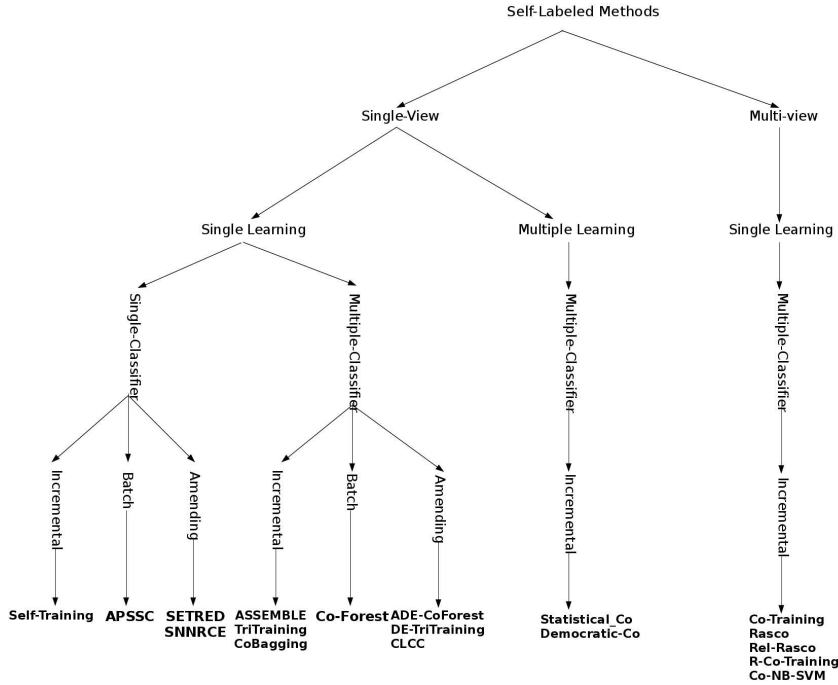 Self-Labeled Methods
Single-View
Multi-view
Single Learning
Multiple Learning
Single Learning
Single-Classifier
Multiple-Classifier
Multiple-Classifier
Multiple-Classifier
Incremental
Batch
Amending
Incremental
Batch
Amending
Incremental
Incremental
Self-Training
APSSC
SETRED
SNNRCE
ASSEMBLE
TriTraining
CoBagging
Co-Forest
ADE-CoForest
DE-TriTraining
CLCC
Statistical_Co
Democratic-Co
Co-Training
Rasco
Rel-Rasco
R-Co-Training
Co-NB-SVM